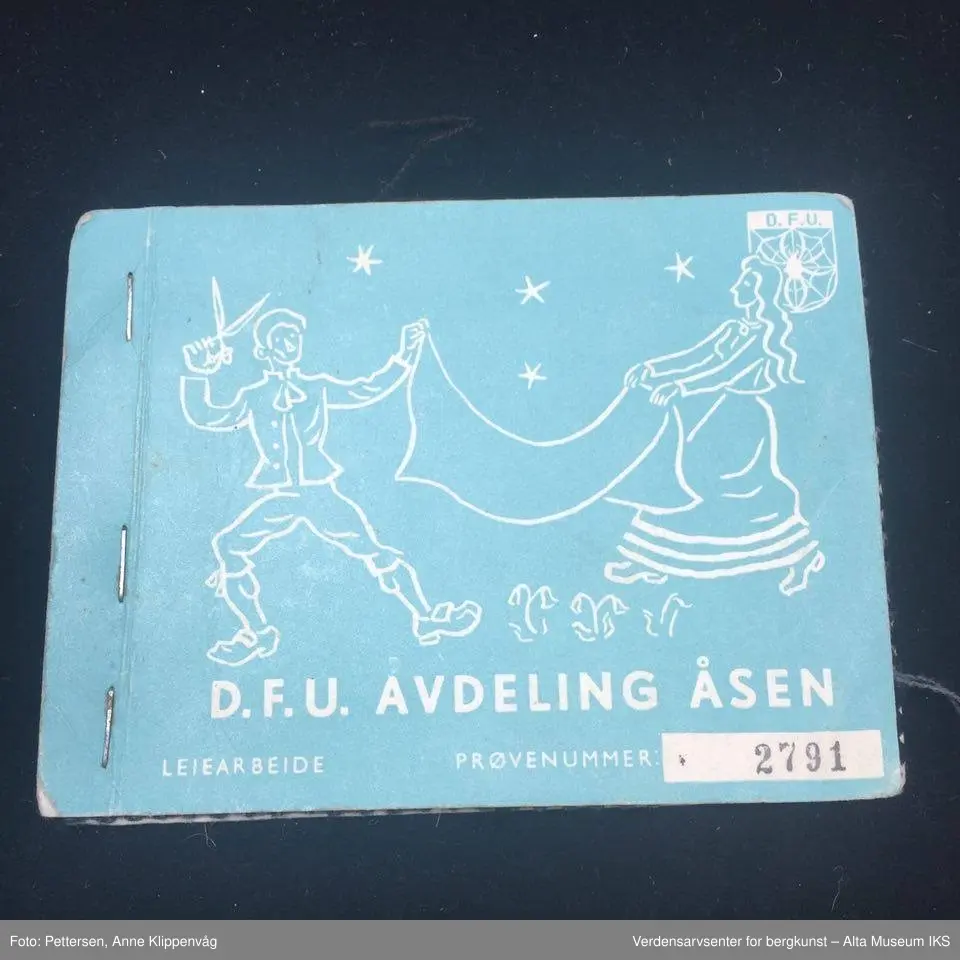 D.F.U.
D.F.U. AVDELING ÅSEN
LEIEARBEIDE PRØVENUMMER: 2791
Foto: Pettersen, Anne Klippenvåg Verdensarvsenter for bergkunst – Alta Museum IKS